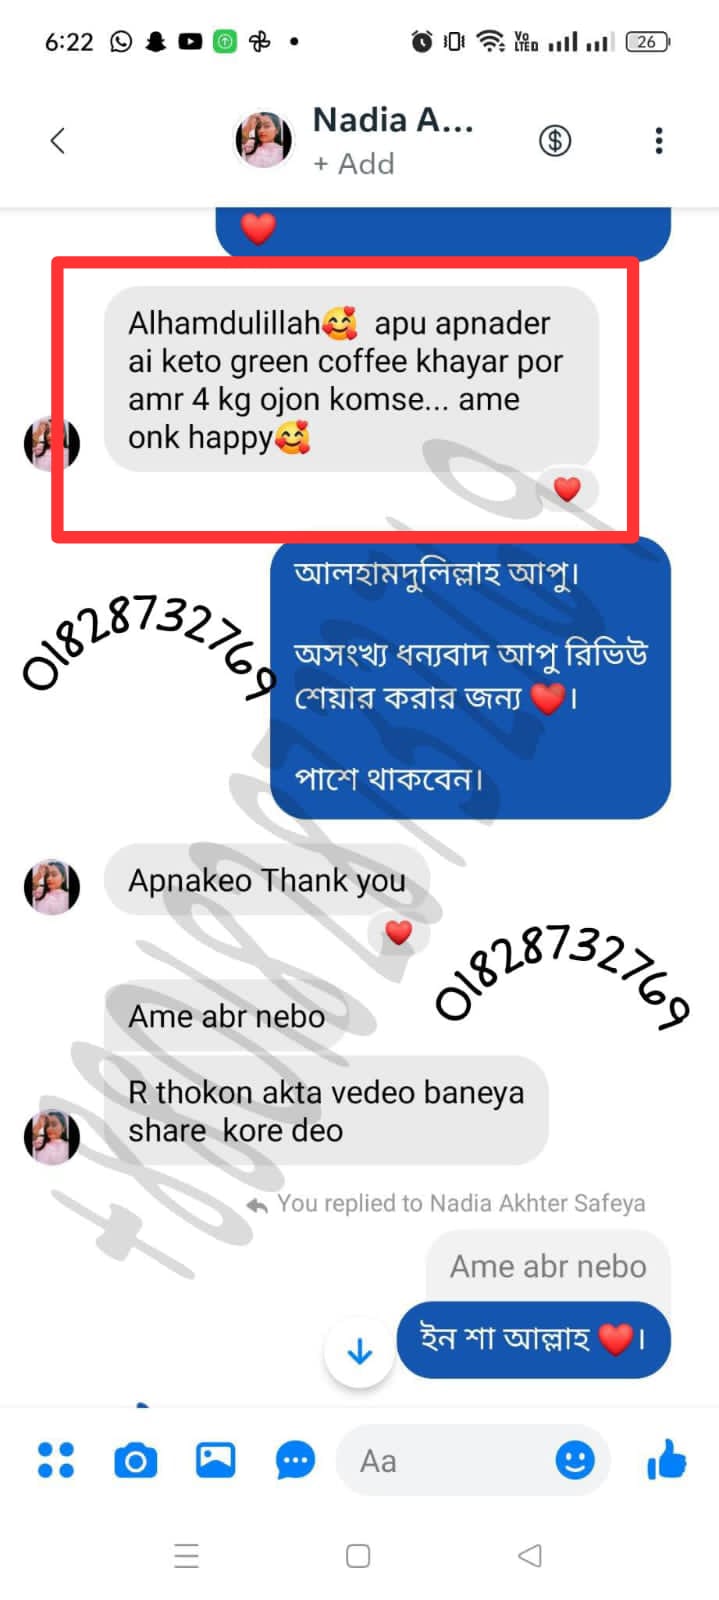 6:22
Vo
LTED
26
Nadia A...
+ Add
❤️
Alhamdulillah🥰 apu apnader
ai keto green coffee khayar por
amr 4 kg ojon komse... ame
onk happy🥰
❤️
আলহামদুলিল্লাহ আপু।
অসংখ্য ধন্যবাদ আপু রিভিউ
শেয়ার করার জন্য ❤️।
পাশে থাকবেন।
01828732769
Apnakeo Thank you
❤️
01828732769
Ame abr nebo
R thokon akta vedeo baneya
share kore deo
You replied to Nadia Akhter Safeya
Ame abr nebo
ইন শা আল্লাহ ❤️।
Aa
+8801828732769